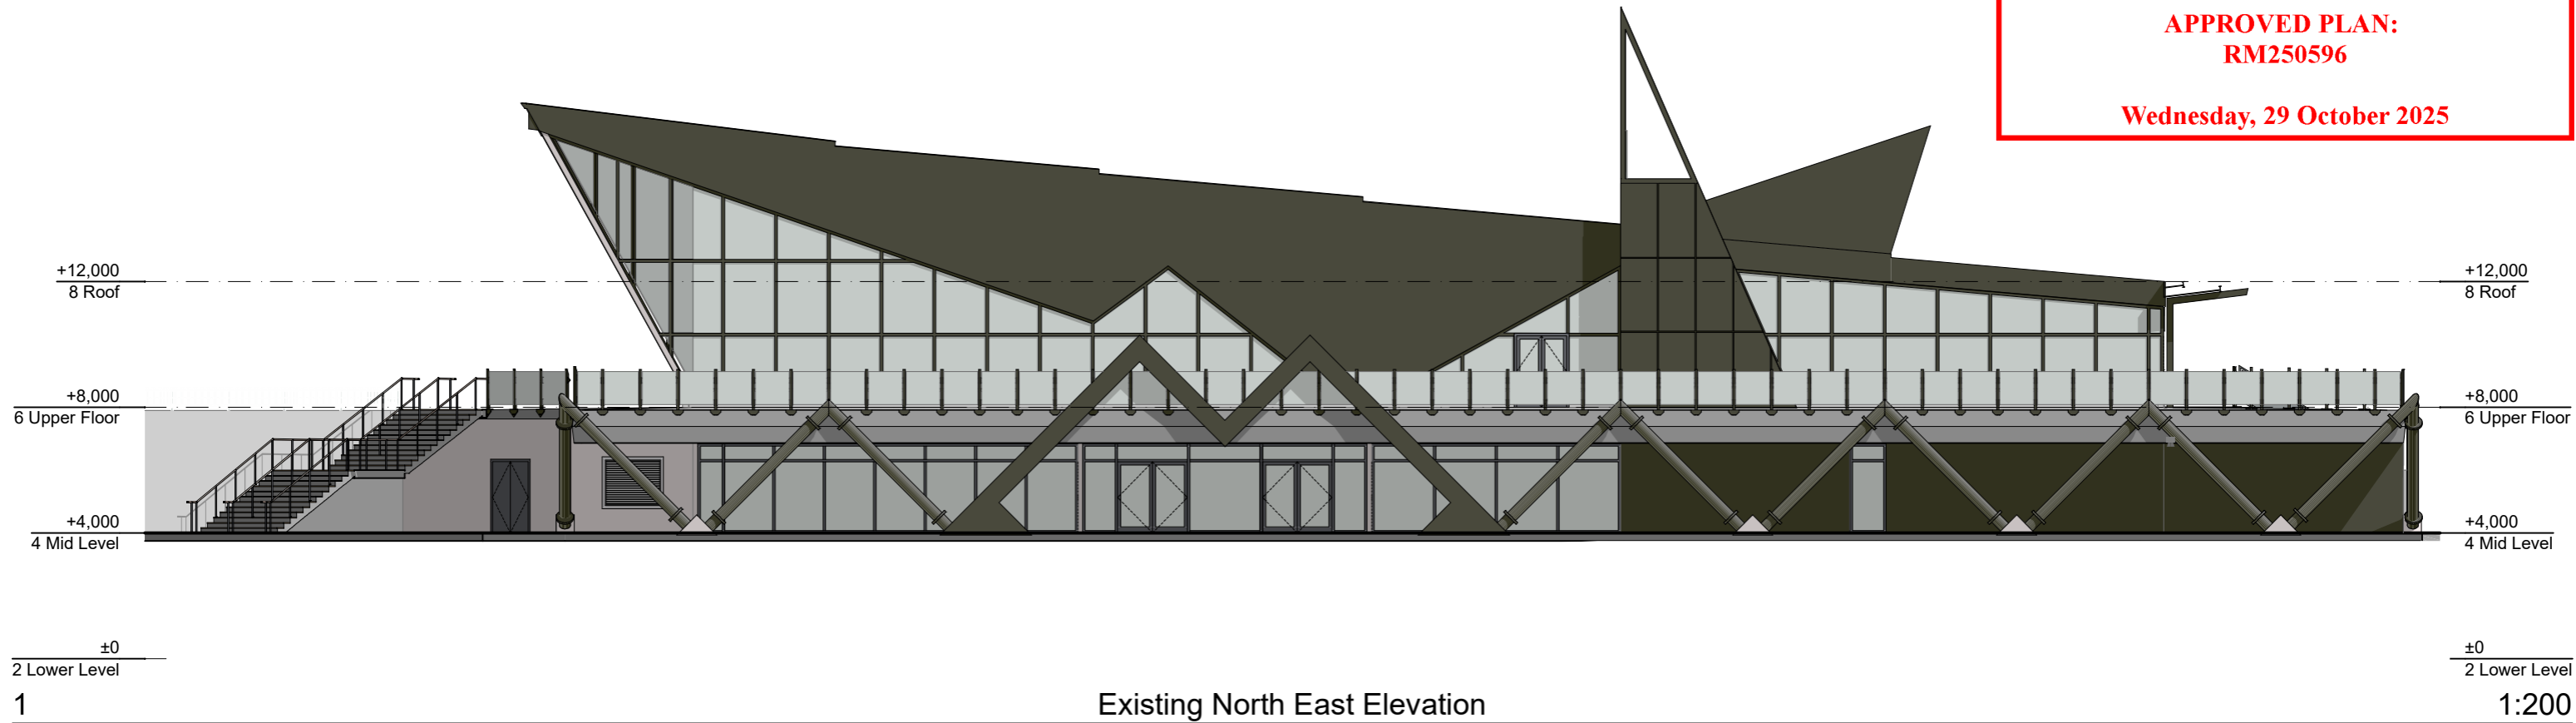 APPROVED PLAN:
RM250596
Wednesday, 29 October 2025
+12,000
8 Roof
+12,000
8 Roof
+8,000
6 Upper Floor
+8,000
6 Upper Floor
+4,000
4 Mid Level
+4,000
4 Mid Level
±0
2 Lower Level
±0
2 Lower Level
1
Existing North East Elevation
1:200